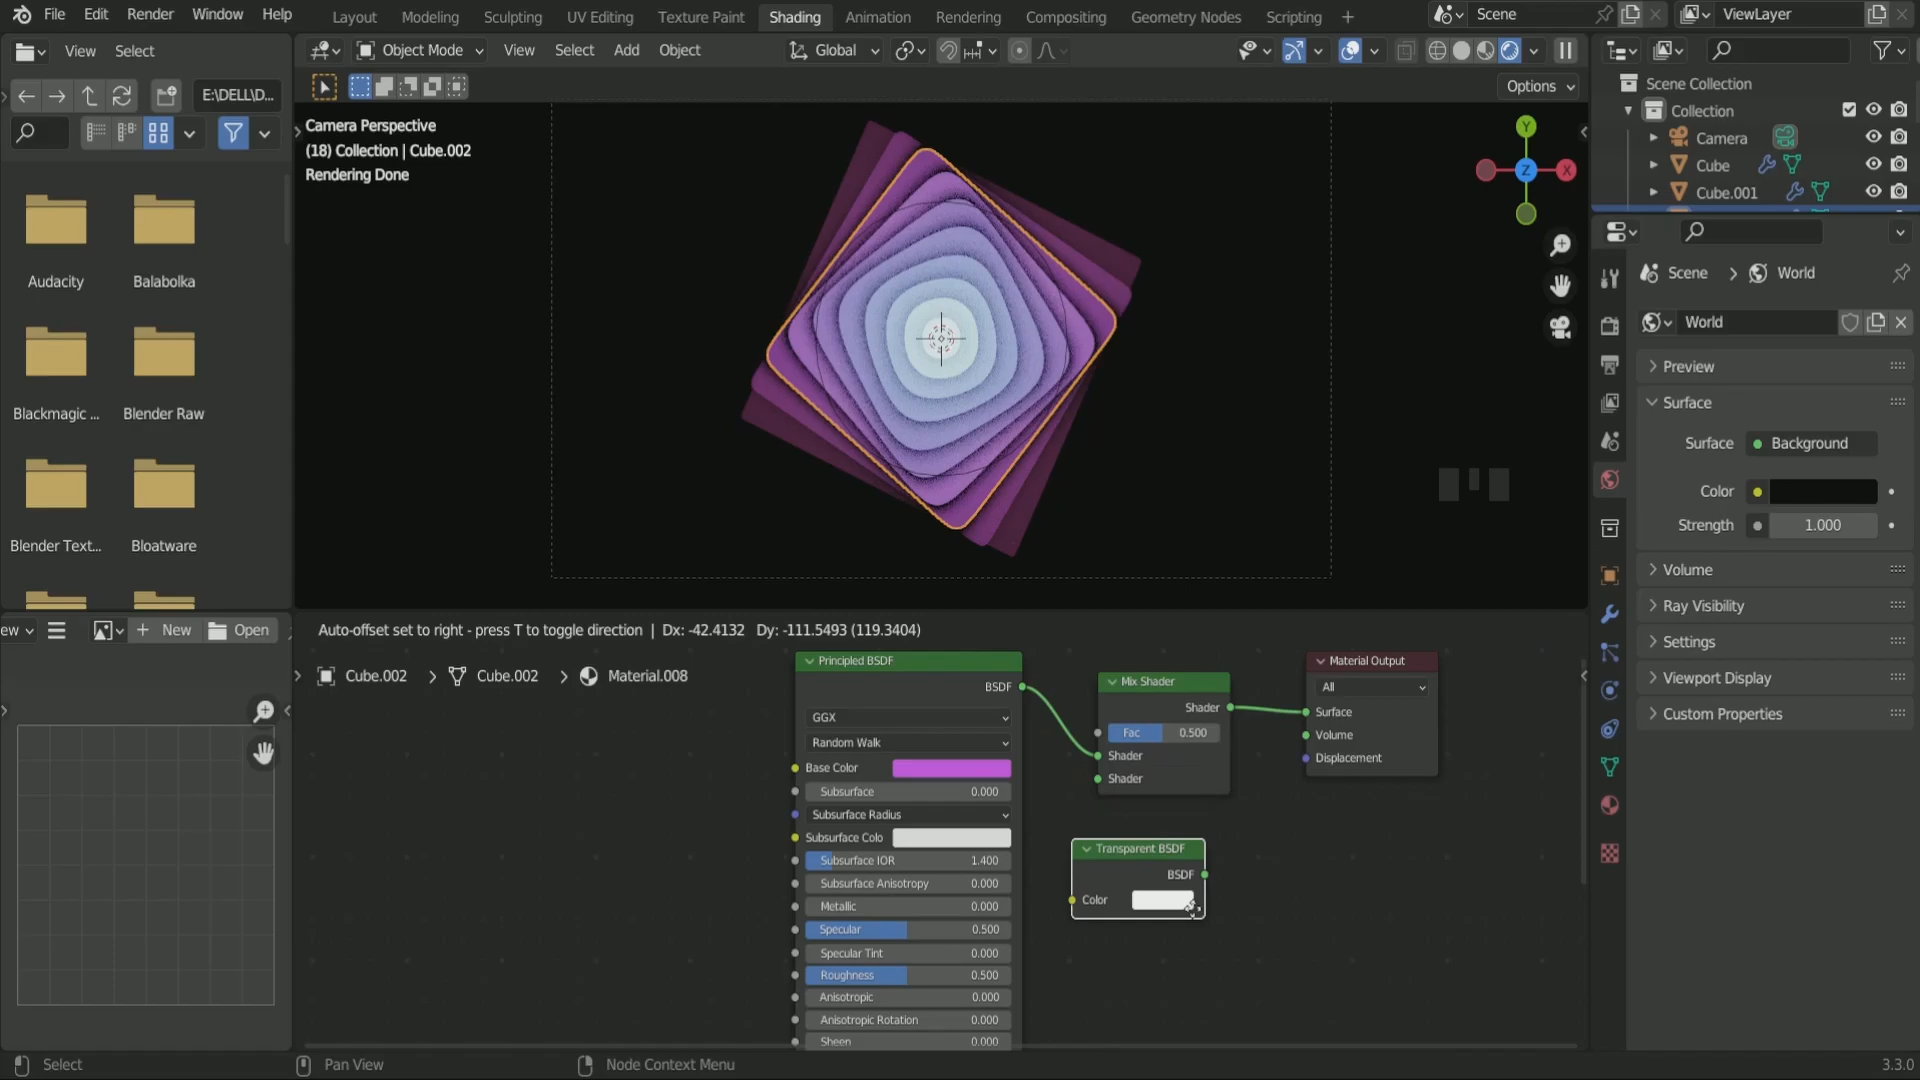 File Edit Render Window Help Layout Modeling Sculpting UV Editing Texture Paint Shading Animation Rendering Compositing Geometry Nodes Scripting + Scene ViewLayer
View Select Object Mode View Select Add Object Global
E:\DELL\D... Options
Scene Collection
Collection
Camera
Cube
Cube.001
Camera Perspective
(18) Collection | Cube.002
Rendering Done
Y
Z X
Audacity Balabolka
Blackmagic ... Blender Raw
Blender Text... Bloatware
Scene > World
World
Preview
Surface
Surface Background
Color
Strength 1.000
Volume
Ray Visibility
Settings
Viewport Display
Custom Properties
ew New Open
Auto-offset set to right - press T to toggle direction | Dx: -42.4132 Dy: -111.5493 (119.3404)
Cube.002 > Cube.002 > Material.008
Principled BSDF
BSDF
GGX
Random Walk
Base Color
Subsurface 0.000
Subsurface Radius
Subsurface Colo
Subsurface IOR 1.400
Subsurface Anisotropy 0.000
Metallic 0.000
Specular 0.500
Specular Tint 0.000
Roughness 0.500
Anisotropic 0.000
Anisotropic Rotation 0.000
Sheen 0.000
Mix Shader
Shader
Fac 0.500
Shader
Shader
Transparent BSDF
BSDF
Color
Material Output
All
Surface
Volume
Displacement
Select Pan View Node Context Menu 3.3.0